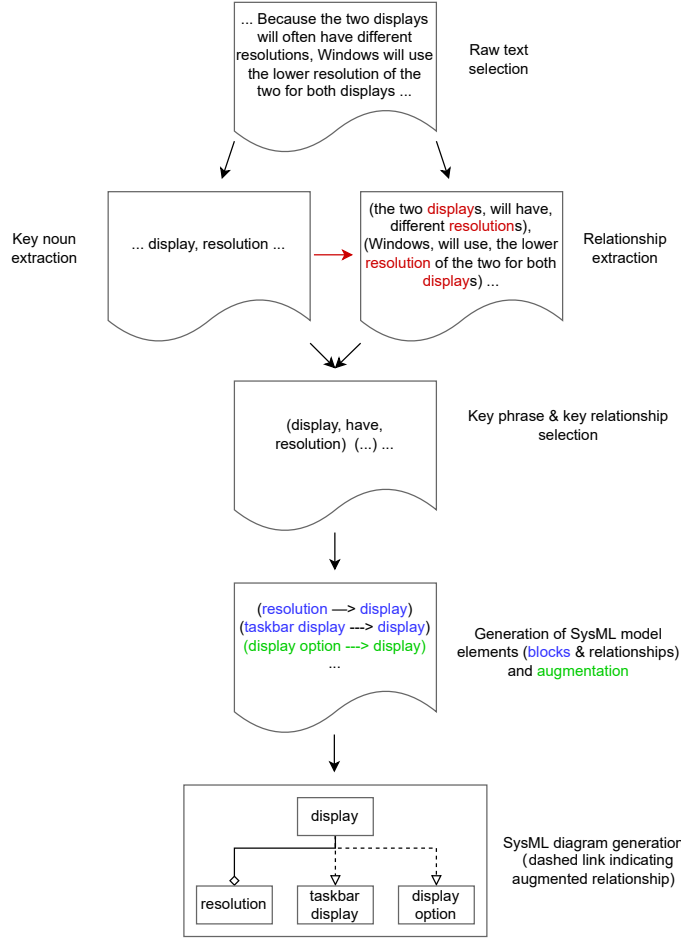 ... Because the two displays
will often have different
resolutions, Windows will use
the lower resolution of the
two for both displays ...
Raw text
selection
Key noun
extraction
... display, resolution ...
(the two displays, will have,
different resolutions),
(Windows, will use, the lower
resolution of the two for both
displays) ...
Relationship
extraction
(display, have,
resolution) (...) ...
Key phrase & key relationship
selection
(resolution —> display)
(taskbar display ---> display)
(display option ---> display)
...
Generation of SysML model
elements (blocks & relationships)
and augmentation
display
resolution
taskbar
display
display
option
SysML diagram generation
(dashed link indicating
augmented relationship)